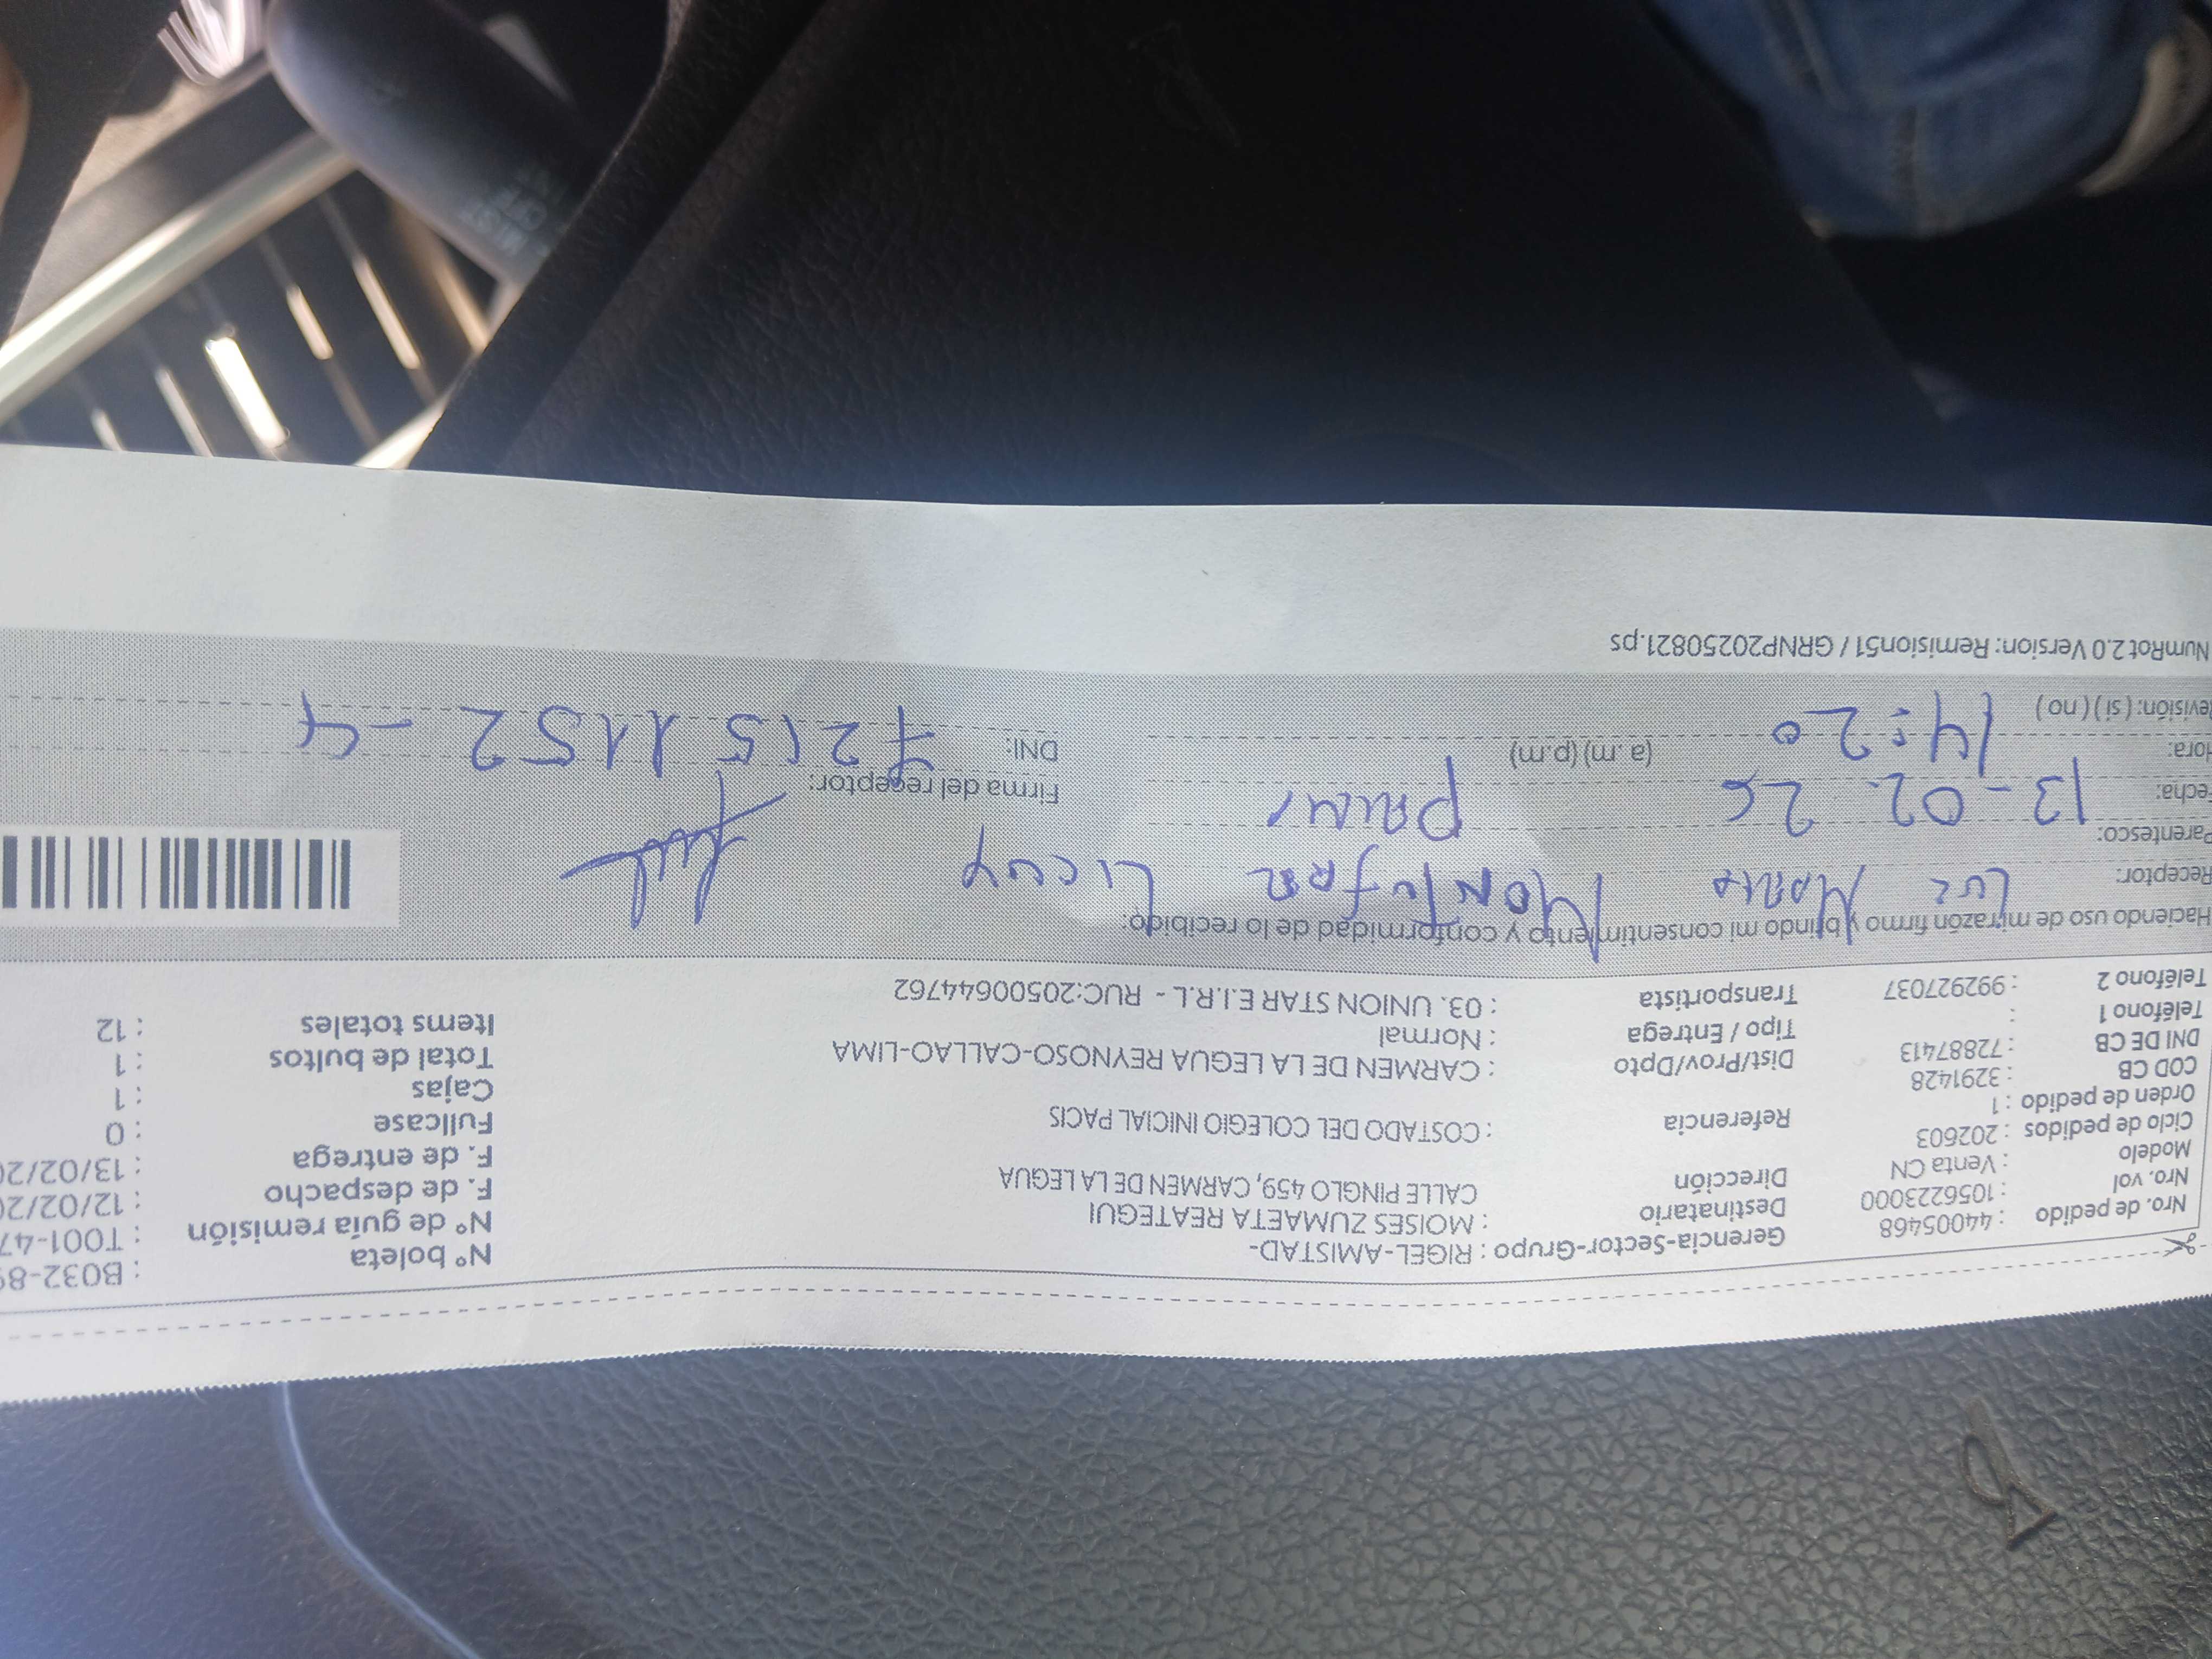 Nro. de pedido : 44005468 Gerencia-Sector-Grupo : RIGEL-AMISTAD- N° boleta : B032-89
Nro. vol : 1056223000 Destinatario : MOISES ZUMAETA REATEGUI N° de guía remisión : T001-47
Modelo : Venta CN Dirección CALLE PINGLO 459, CARMEN DE LA LEGUA F. de despacho : 12/02/20
Ciclo de pedidos : 202603 F. de entrega : 13/02/20
Orden de pedido : 1 Referencia : COSTADO DEL COLEGIO INICIAL PACIS Fullcase : 0
COD CB : 3291428 Cajas : 1
DNI DE CB : 72887413 Dist/Prov/Dpto : CARMEN DE LA LEGUA REYNOSO-CALLAO-LIMA Total de bultos : 1
Teléfono 1 : Tipo / Entrega : Normal Items totales : 12
Teléfono 2 : 992927037 Transportista : 03. UNION STAR E.I.R.L - RUC:20500644762
Haciendo uso de mi razón firmo y brindo mi consentimiento y conformidad de lo recibido:
Receptor: LUZ MARIA MONTUFAR LICUY
Parentesco:
Fecha: 13-02-26 Firma del receptor:
Hora: 14:20 (a.m) (p.m) DNI: 72151152-4
evisión: ( si ) ( no )
NumRot 2.0 Version: Remision51 / GRNP20250821.ps